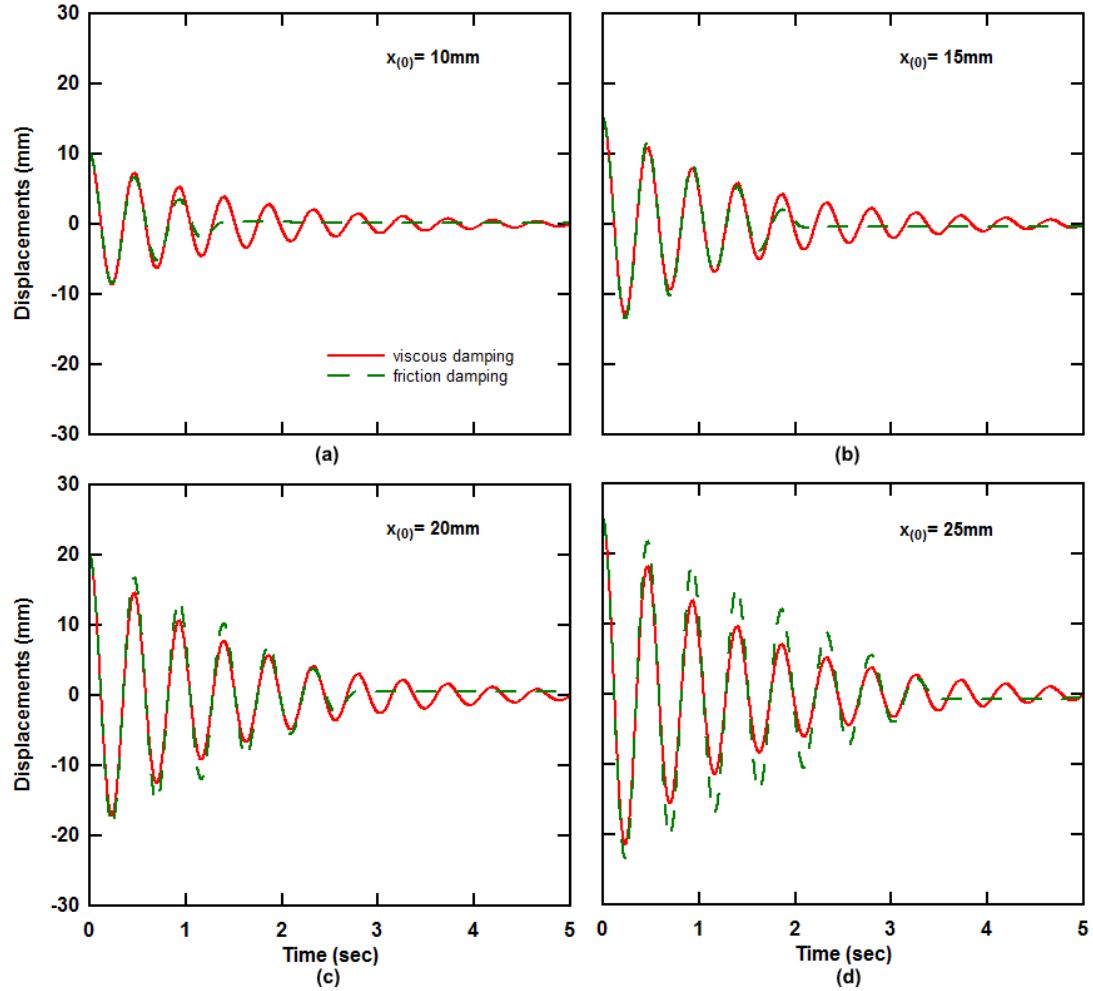 x(0)= 10mm
x(0)= 15mm
30
20
10
0
-10
-20
-30
Displacements (mm)
viscous damping
friction damping
(a)
(b)
x(0)= 20mm
x(0)= 25mm
30
20
10
0
-10
-20
-30
Displacements (mm)
0 1 2 3 4 5
0 1 2 3 4 5
Time (sec)
Time (sec)
(c)
(d)